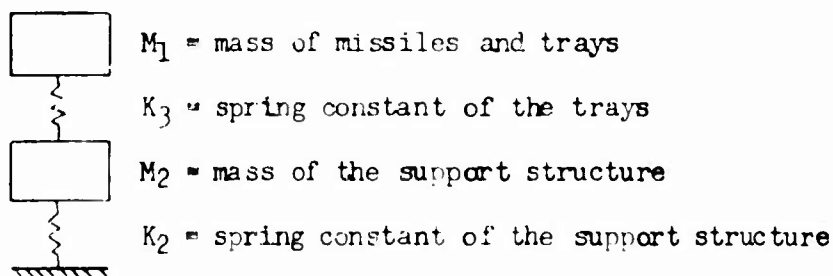 M1 = mass of missiles and trays
K3 = spring constant of the trays
M2 = mass of the support structure
K2 = spring constant of the support structure